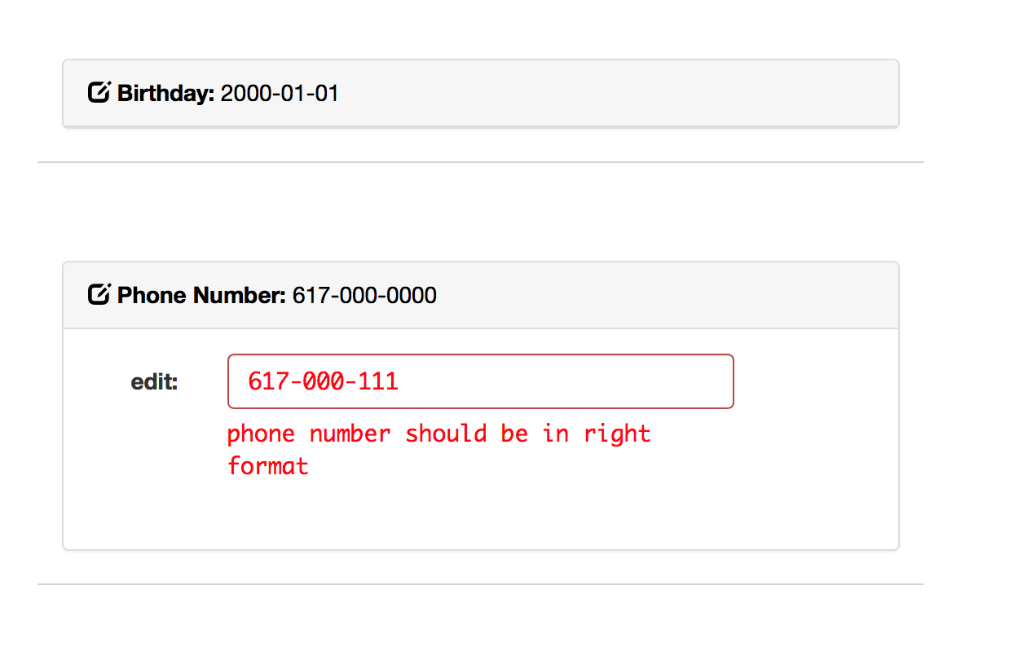 Birthday: 2000-01-01
Phone Number: 617-000-0000
edit: 617-000-111
phone number should be in right
format